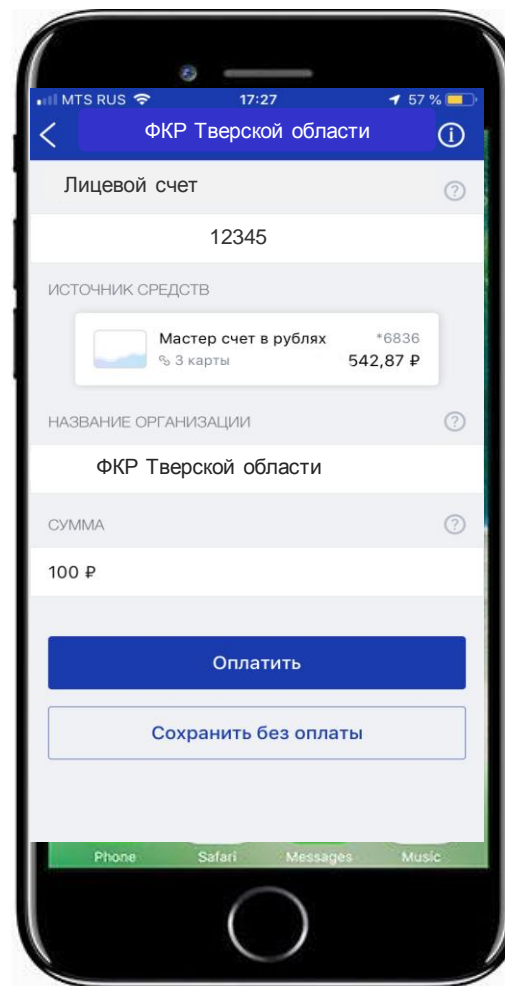 MTS RUS 17:27 57 %
ФКР Тверской области
Лицевой счет
12345
ИСТОЧНИК СРЕДСТВ
Мастер счет в рублях *6836
3 карты 542,87 ₽
НАЗВАНИЕ ОРГАНИЗАЦИИ
ФКР Тверской области
СУММА
100 ₽
Оплатить
Сохранить без оплаты
Phone Safari Messages Music